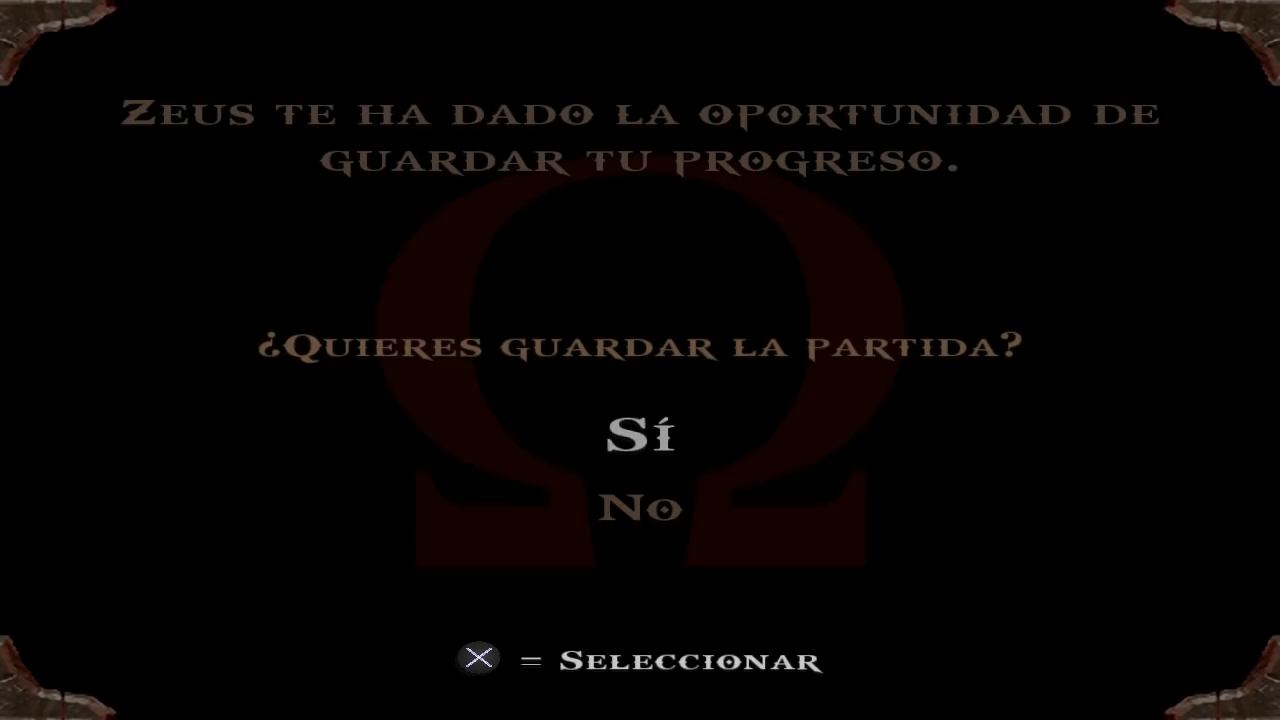 Zeus te ha dado la oportunidad de
guardar tu progreso.
¿Quieres guardar la partida?
Sí
No
= Seleccionar